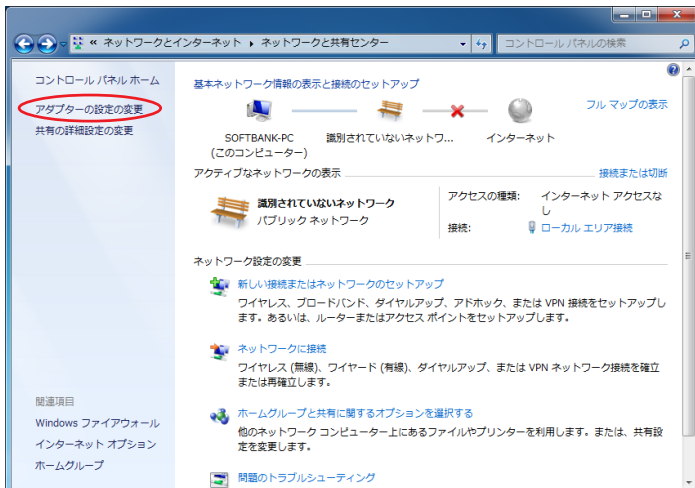 « ネットワークとインターネット ▸ ネットワークと共有センター
コントロール パネルの検索
コントロール パネル ホーム
アダプターの設定の変更
共有の詳細設定の変更
基本ネットワーク情報の表示と接続のセットアップ
フル マップの表示
SOFTBANK-PC
(このコンピューター)
識別されていないネットワ...
インターネット
アクティブなネットワークの表示
接続または切断
識別されていないネットワーク
パブリック ネットワーク
アクセスの種類:
インターネット アクセスな
し
接続:
ローカル エリア接続
ネットワーク設定の変更
新しい接続またはネットワークのセットアップ
ワイヤレス、ブロードバンド、ダイヤルアップ、アドホック、または VPN 接続をセットアップし
ます。あるいは、ルーターまたはアクセス ポイントをセットアップします。
ネットワークに接続
ワイヤレス (無線)、ワイヤード (有線)、ダイヤルアップ、または VPN ネットワーク接続を確立
または再確立します。
ホームグループと共有に関するオプションを選択する
他のネットワーク コンピューター上にあるファイルやプリンターを利用します。または、共有設
定を変更します。
問題のトラブルシューティング
関連項目
Windows ファイアウォール
インターネット オプション
ホームグループ